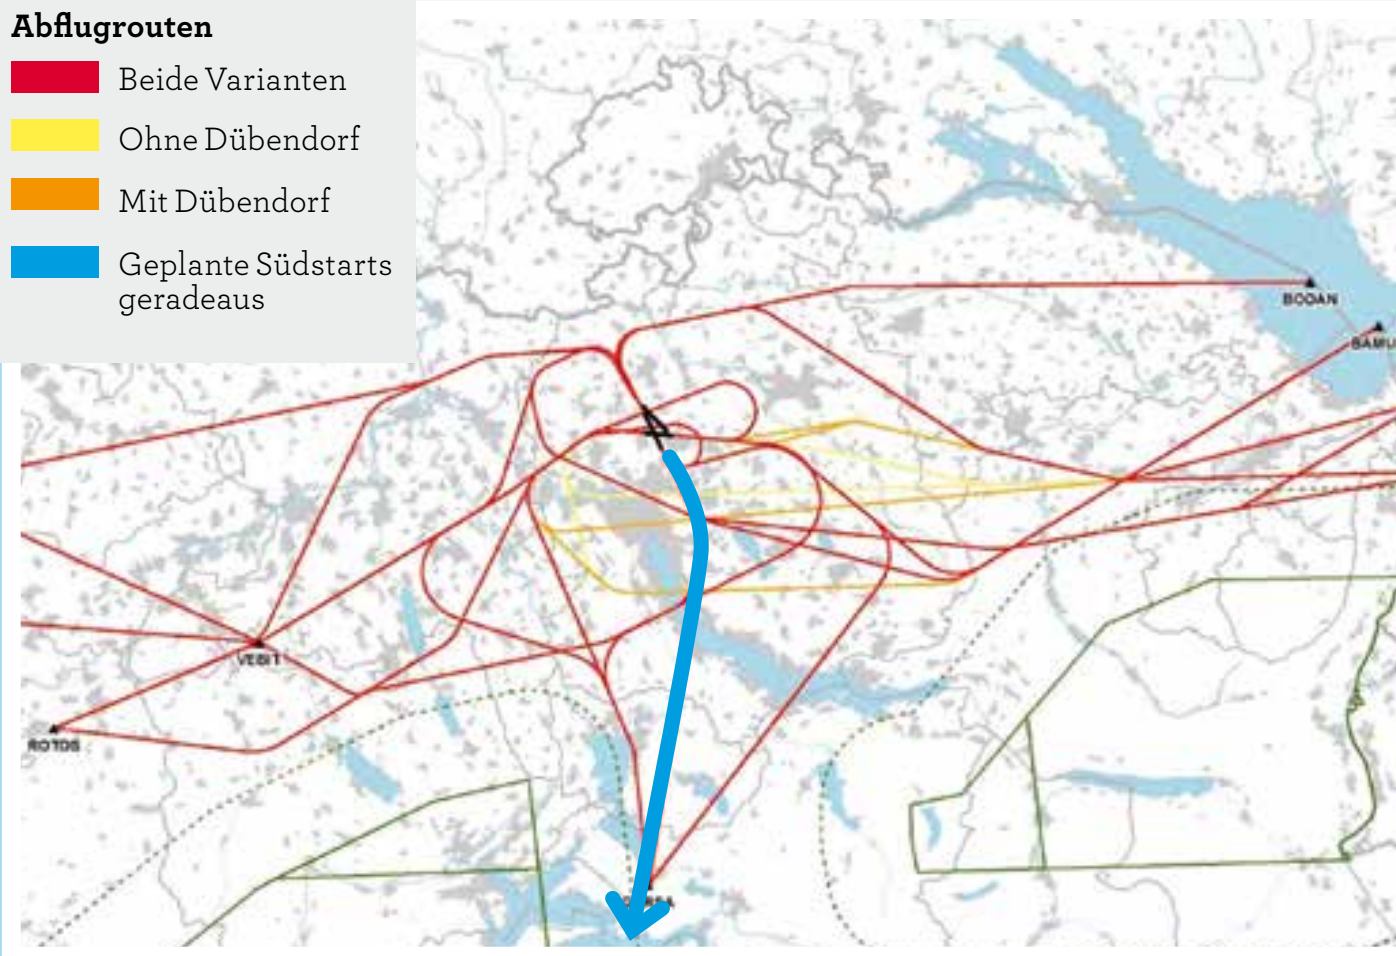 Abflugrouten
Beide Varianten
Ohne Dübendorf
Mit Dübendorf
Geplante Südstarts
geradeaus
BODAN
VEBIT
ROTOS